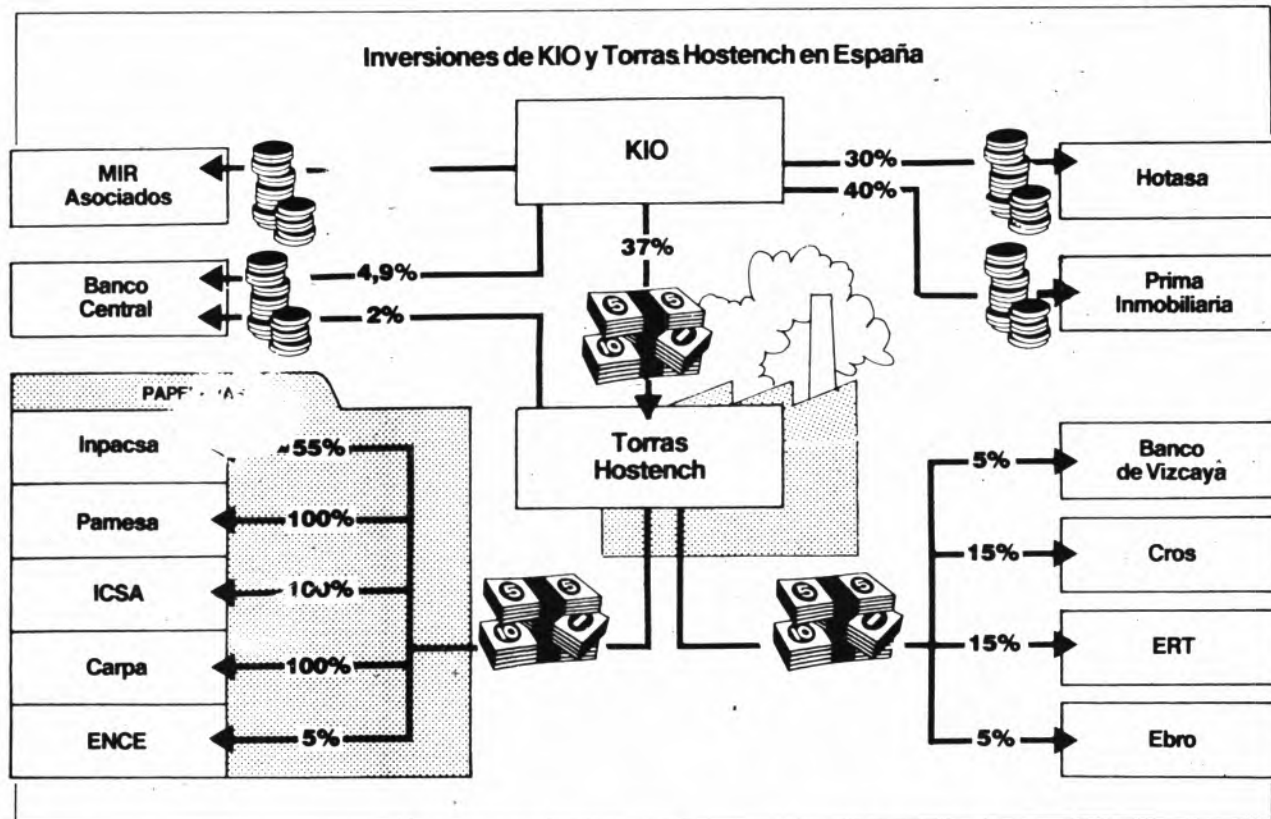 Inversiones de KIO y Torras Hostench en España
KIO
MIR
Asociados
30%
Hotasa
40%
37%
Banco
Central
4,9%
2%
Prima
Inmobiliaria
Torras
Hostench
Inpacsa
55%
Pamesa
100%
ICSA
100%
Carpa
100%
ENCE
5%
5%
Banco
de Vizcaya
15%
Cros
15%
ERT
5%
Ebro